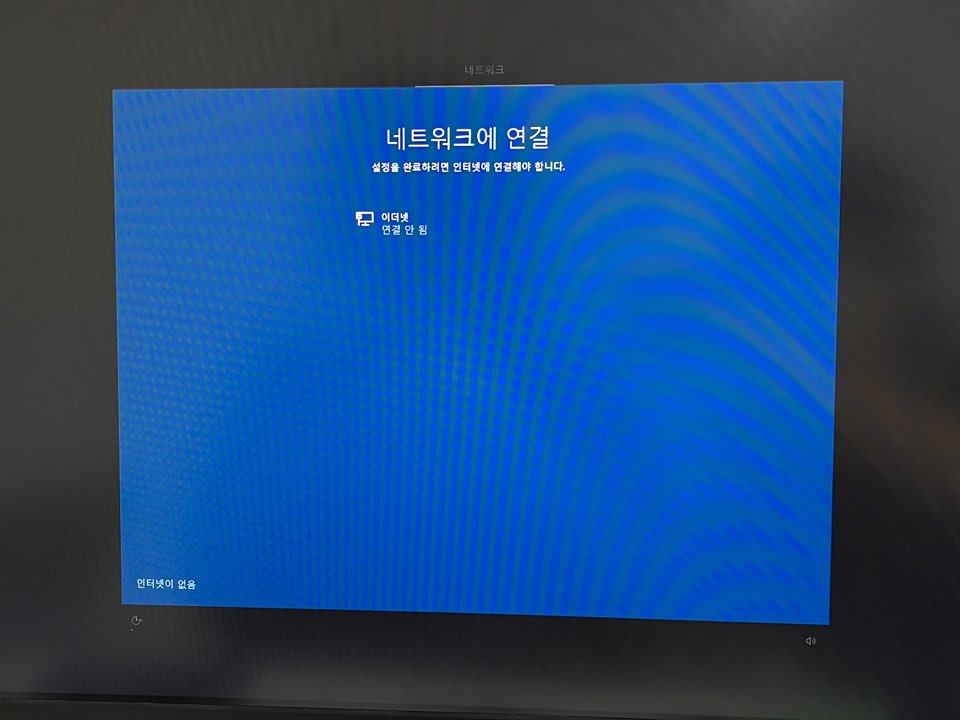 네트워크
네트워크에 연결
설정을 완료하려면 인터넷에 연결해야 합니다.
이더넷
연결 안 됨
인터넷이 없음